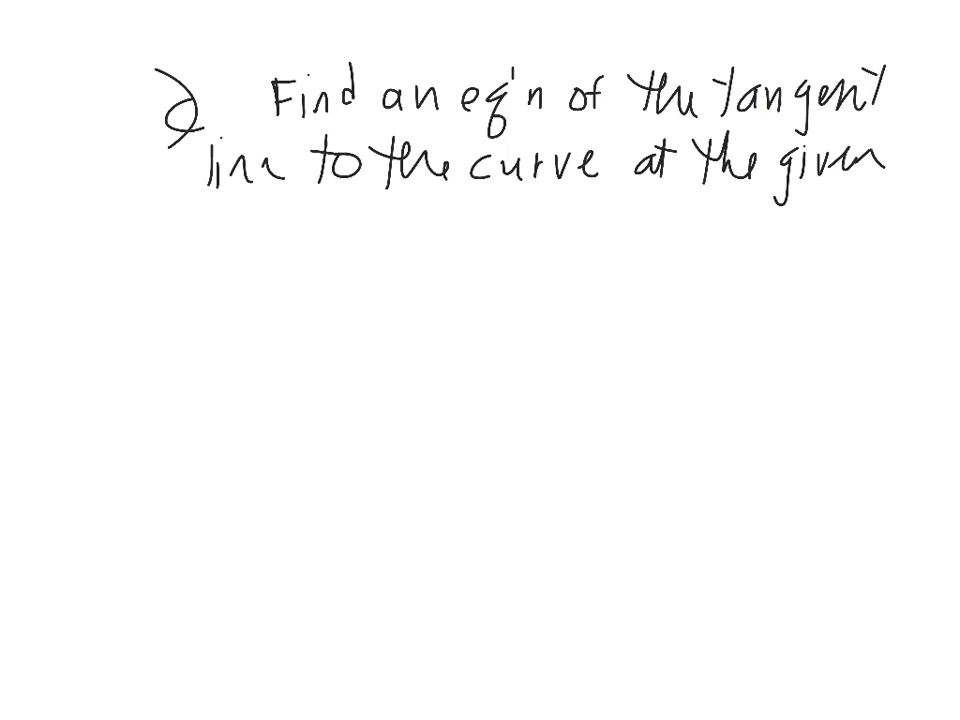 2 Find an eq'n of the tangent
line to the curve at the given